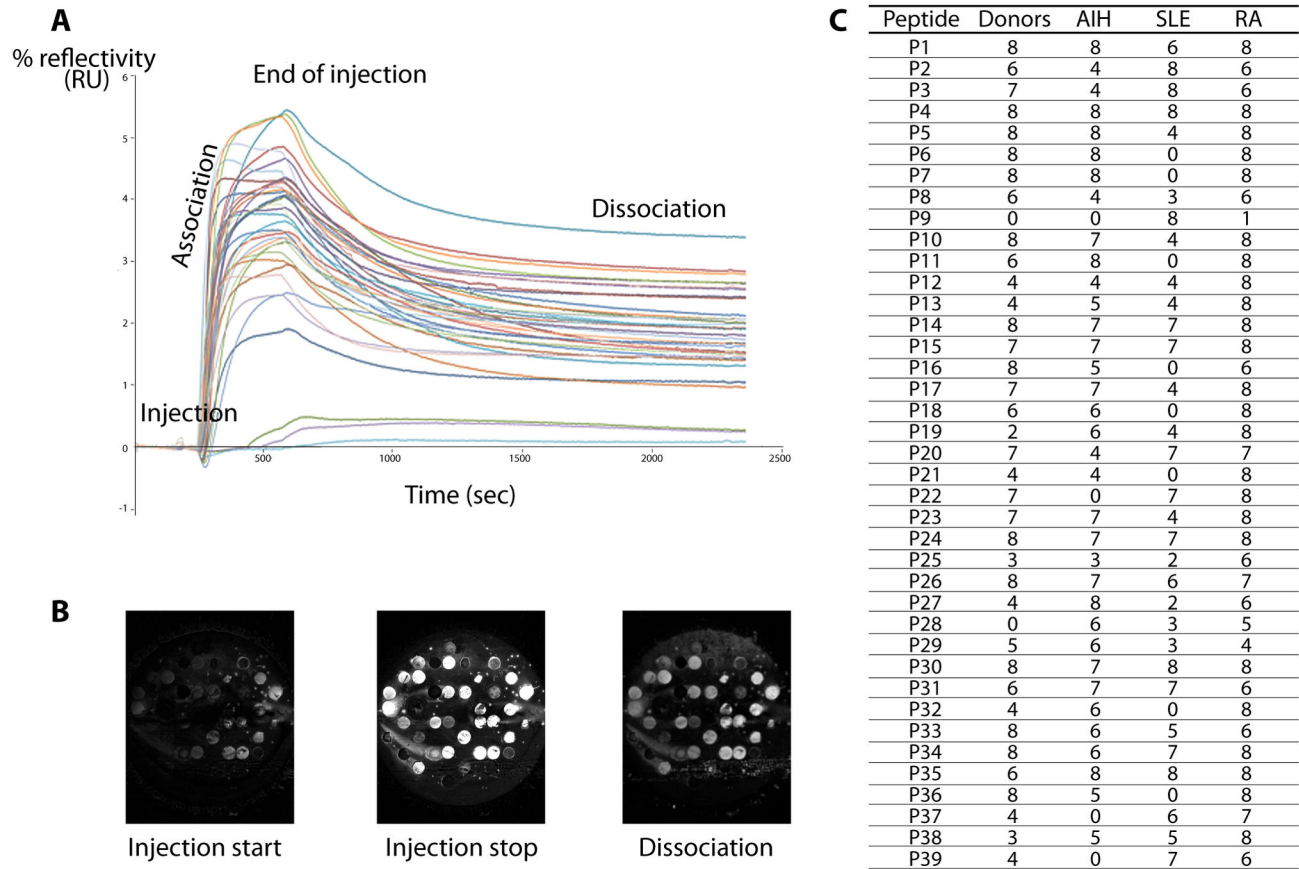 A
% reflectivity
(RU)
End of injection
Association
Dissociation
Injection
6
5
4
3
2
1
0
-1
500
1000
1500
2000
2500
Time (sec)
B
Injection start
Injection stop
Dissociation
C
Peptide Donors AIH SLE RA
P1 8 8 6 8
P2 6 4 8 6
P3 7 4 8 6
P4 8 8 8 8
P5 8 8 4 8
P6 8 8 0 8
P7 8 8 0 8
P8 6 4 3 6
P9 0 0 8 1
P10 8 7 4 8
P11 6 8 0 8
P12 4 4 4 8
P13 4 5 4 8
P14 8 7 7 8
P15 7 7 7 8
P16 8 5 0 6
P17 7 7 4 8
P18 6 6 0 8
P19 2 6 4 8
P20 7 4 7 7
P21 4 4 0 8
P22 7 0 7 8
P23 7 7 4 8
P24 8 7 7 8
P25 3 3 2 6
P26 8 7 6 7
P27 4 8 2 6
P28 0 6 3 5
P29 5 6 3 4
P30 8 7 8 8
P31 6 7 7 6
P32 4 6 0 8
P33 8 6 5 6
P34 8 6 7 8
P35 6 8 8 8
P36 8 5 0 8
P37 4 0 6 7
P38 3 5 5 8
P39 4 0 7 6